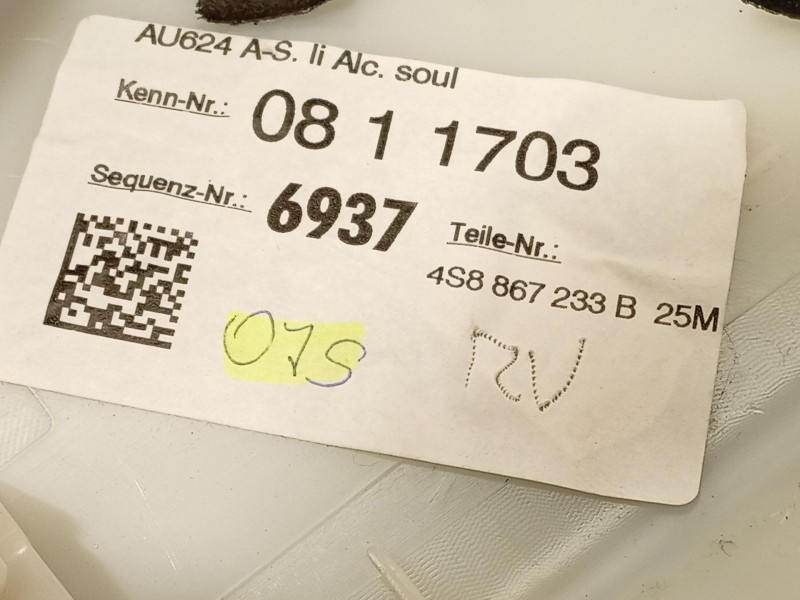 AU624 A-S. li Alc. soul
Kenn-Nr.: 08 1 1703
Sequenz-Nr.: 6937
Teile-Nr.:
4S8 867 233 B 25M
07S
RV